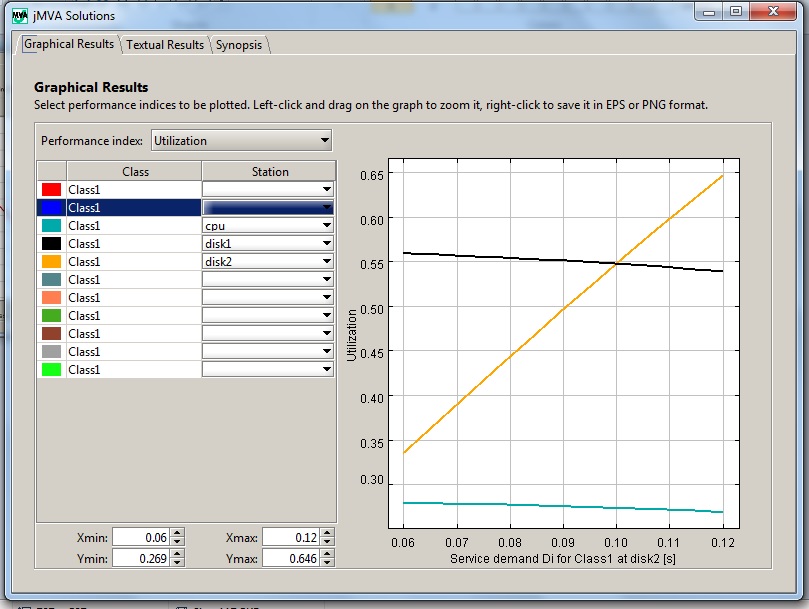 MVA jMVA Solutions
Graphical Results Textual Results Synopsis
Graphical Results
Select performance indices to be plotted. Left-click and drag on the graph to zoom it, right-click to save it in EPS or PNG format.
Performance index: Utilization
Class Station
Class1
Class1
Class1 cpu
Class1 disk1
Class1 disk2
Class1
Class1
Class1
Class1
Class1
Class1
Xmin: 0.06 Xmax: 0.12
Ymin: 0.269 Ymax: 0.646
0.65
0.60
0.55
0.50
0.45
0.40
0.35
0.30
Utilization
0.06 0.07 0.08 0.09 0.10 0.11 0.12
Service demand Di for Class1 at disk2 [s]